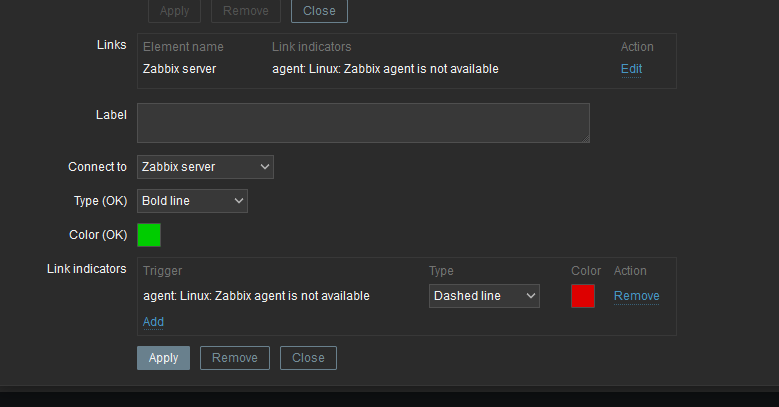 Apply Remove Close
Links Element name Link indicators Action
Zabbix server agent: Linux: Zabbix agent is not available Edit
Label
Connect to Zabbix server
Type (OK) Bold line
Color (OK)
Link indicators Trigger Type Color Action
agent: Linux: Zabbix agent is not available Dashed line Remove
Add
Apply Remove Close